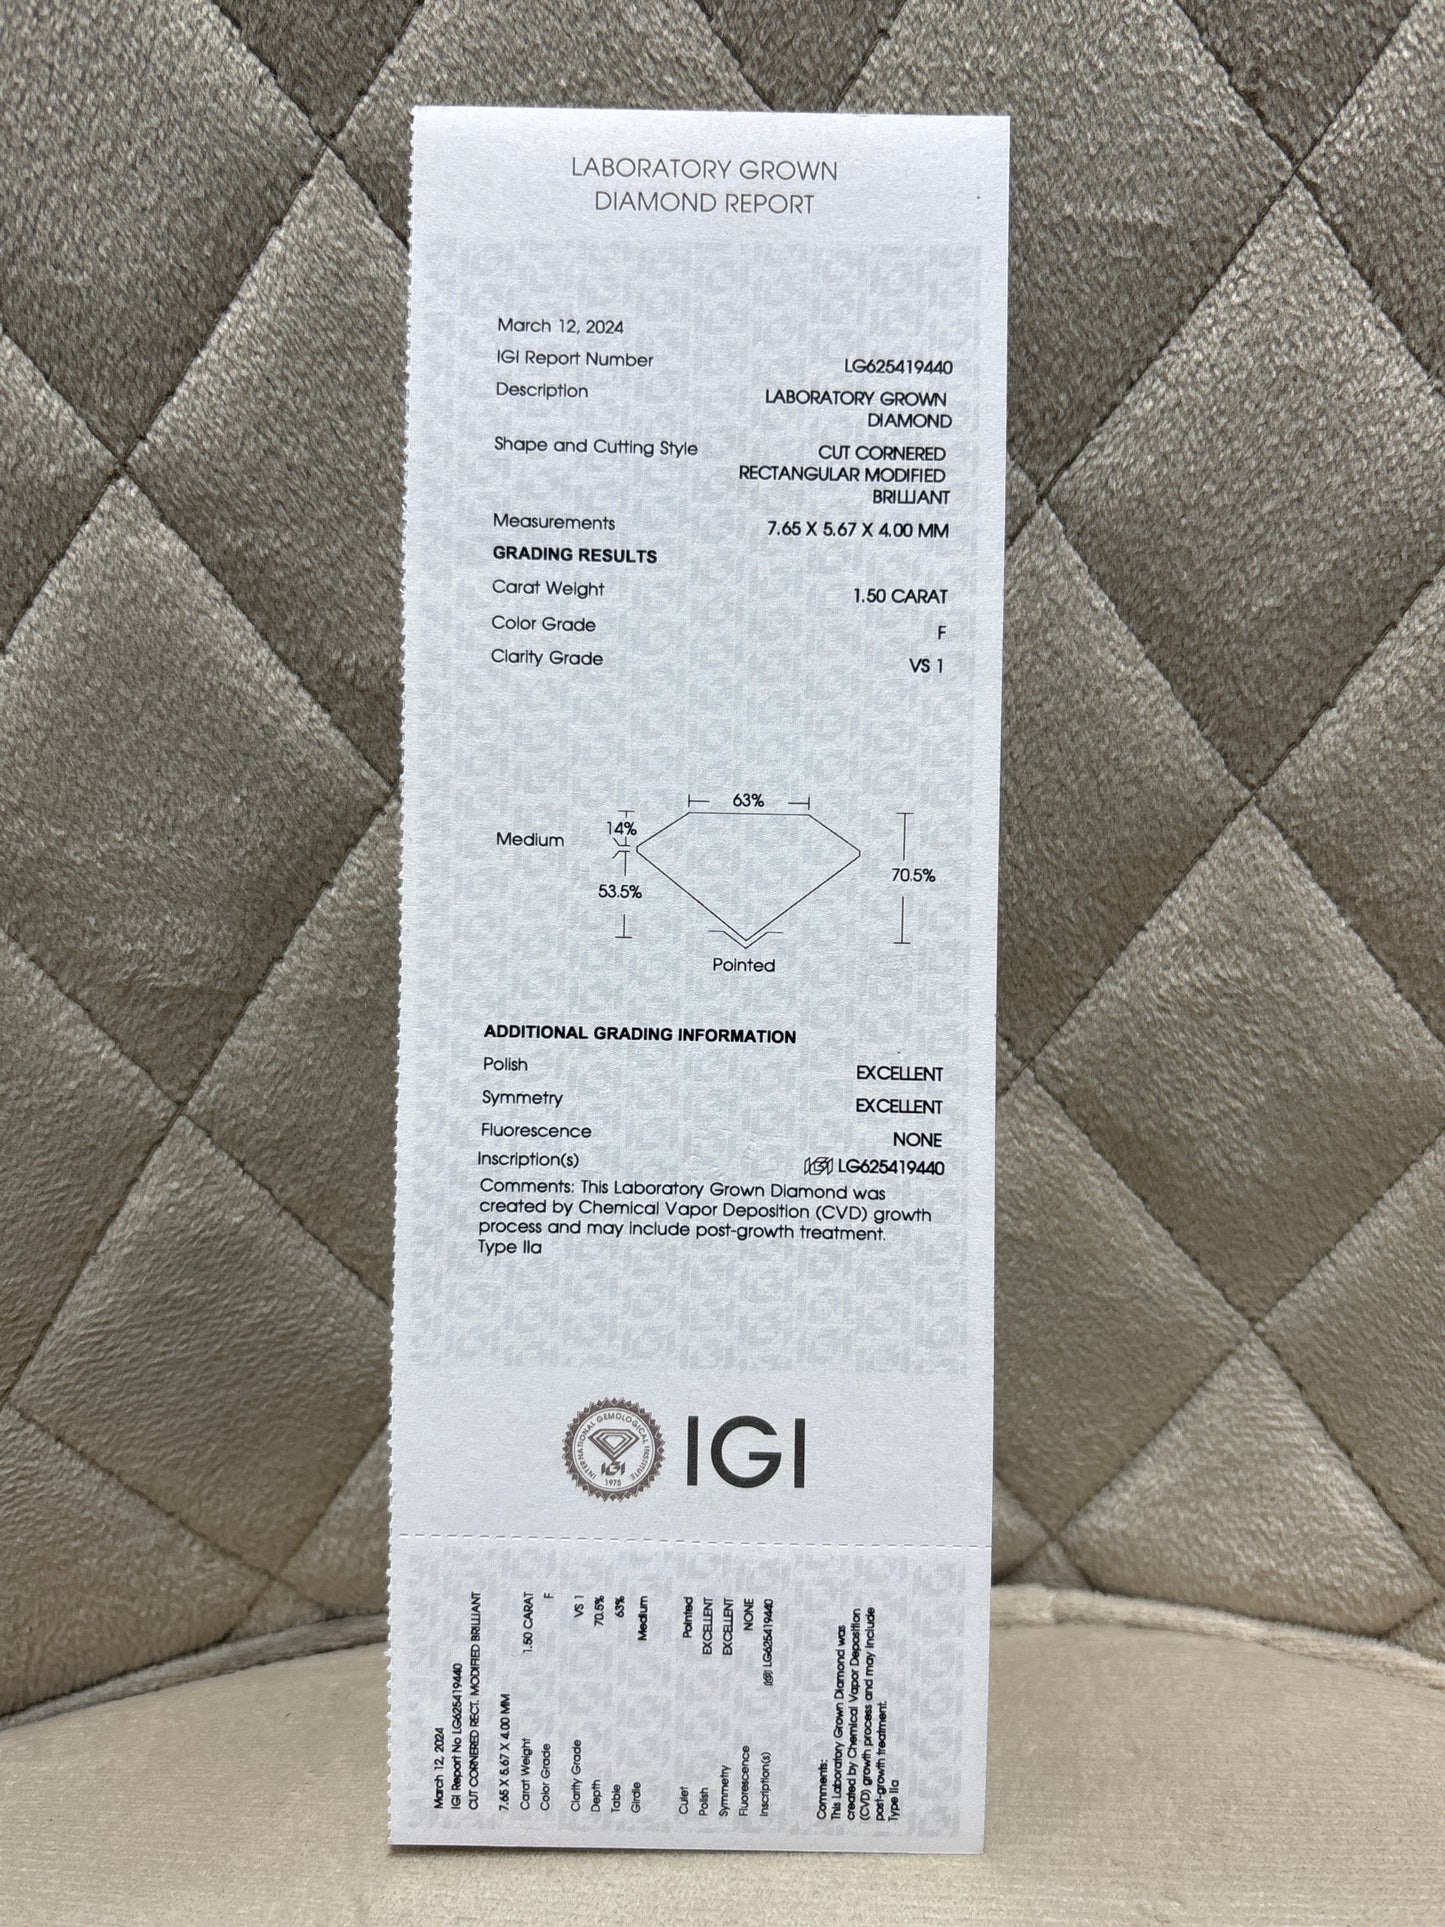 LABORATORY GROWN
DIAMOND REPORT
March 12, 2024
IGI Report Number LG625419440
Description LABORATORY GROWN
DIAMOND
Shape and Cutting Style CUT CORNERED
RECTANGULAR MODIFIED
BRILLIANT
Measurements 7.65 X 5.67 X 4.00 MM
GRADING RESULTS
Carat Weight 1.50 CARAT
Color Grade F
Clarity Grade VS 1
63%
14%
Medium
53.5%
70.5%
Pointed
ADDITIONAL GRADING INFORMATION
Polish EXCELLENT
Symmetry EXCELLENT
Fluorescence NONE
Inscription(s) IGI LG625419440
Comments: This Laboratory Grown Diamond was
created by Chemical Vapor Deposition (CVD) growth
process and may include post-growth treatment.
Type IIa
INTERNATIONAL GEMOLOGICAL INSTITUTE
IGI
1975
IGI
March 12, 2024
IGI Report No LG625419440
CUT CORNERED RECT. MODIFIED BRILLIANT
7.65 X 5.67 X 4.00 MM
Carat Weight 1.50 CARAT
Color Grade F
Clarity Grade VS 1
Depth 70.5%
Table 63%
Girdle Medium
Culet Pointed
Polish EXCELLENT
Symmetry EXCELLENT
Fluorescence NONE
Inscription(s) IGI LG625419440
Comments:
This Laboratory Grown Diamond was
created by Chemical Vapor Deposition
(CVD) growth process and may include
post-growth treatment.
Type IIa